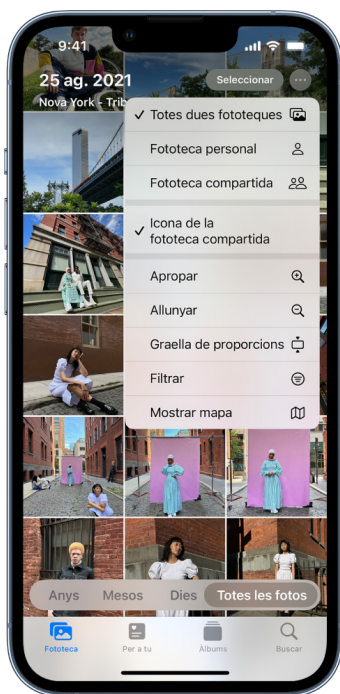 9:41
25 ag. 2021
Seleccionar
Nova York - Trib
Totes dues fototeques
Fototeca personal
Fototeca compartida
Icona de la
fototeca compartida
Apropar
Allunyar
Graella de proporcions
Filtrar
Mostrar mapa
Anys Mesos Dies Totes les fotos
Fototeca Per a tu Àlbums Buscar